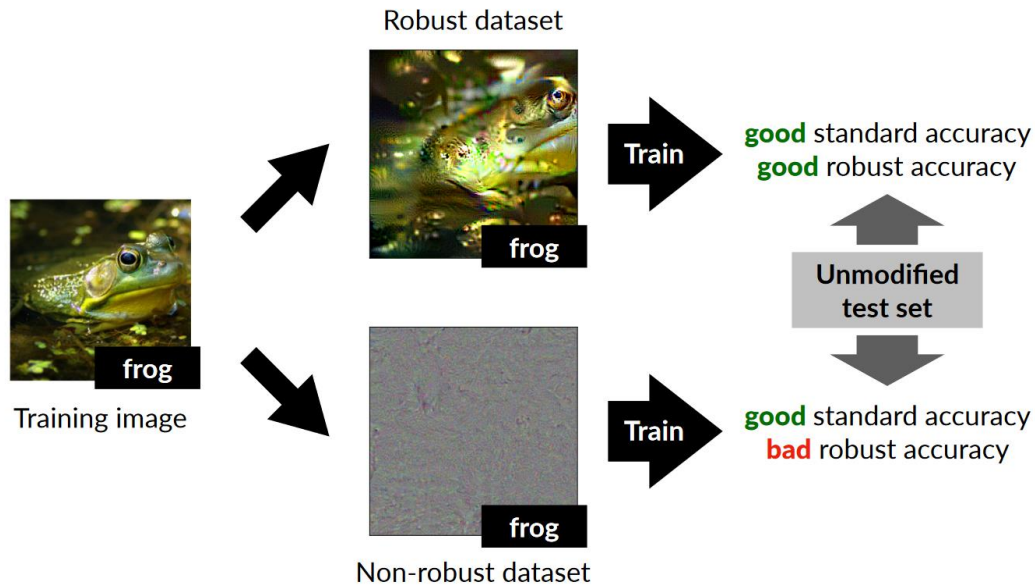 Robust dataset
frog
Train
good standard accuracy
good robust accuracy
frog
Training image
Unmodified
test set
frog
Non-robust dataset
Train
good standard accuracy
bad robust accuracy